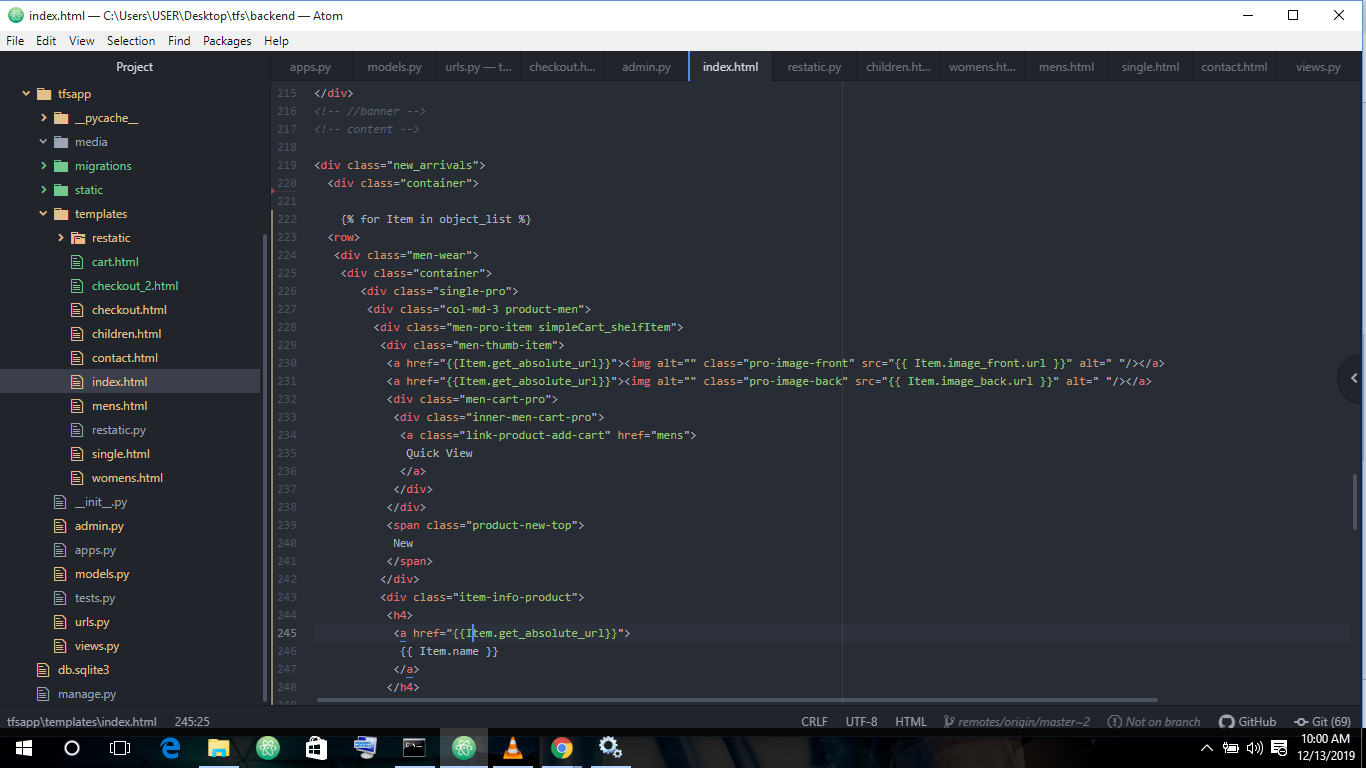 index.html — C:\Users\USER\Desktop\tfs\backend — Atom
File Edit View Selection Find Packages Help
Project
apps.py models.py urls.py — t... checkout.h... admin.py index.html restatic.py children.ht... womens.ht... mens.html single.html contact.html views.py
tfsapp
__pycache__
media
migrations
static
templates
restatic
cart.html
checkout_2.html
checkout.html
children.html
contact.html
index.html
mens.html
restatic.py
single.html
womens.html
__init__.py
admin.py
apps.py
models.py
tests.py
urls.py
views.py
db.sqlite3
manage.py
215 </div>
216 <!-- //banner -->
217 <!-- content -->
218
219 <div class="new_arrivals">
220 <div class="container">
221
222 {% for Item in object_list %}
223 <row>
224 <div class="men-wear">
225 <div class="container">
226 <div class="single-pro">
227 <div class="col-md-3 product-men">
228 <div class="men-pro-item simpleCart_shelfItem">
229 <div class="men-thumb-item">
230 <a href="{{Item.get_absolute_url}}"><img alt="" class="pro-image-front" src="{{ Item.image_front.url }}" alt=" "/></a>
231 <a href="{{Item.get_absolute_url}}"><img alt="" class="pro-image-back" src="{{ Item.image_back.url }}" alt=" "/></a>
232 <div class="men-cart-pro">
233 <div class="inner-men-cart-pro">
234 <a class="link-product-add-cart" href="mens">
235 Quick View
236 </a>
237 </div>
238 </div>
239 <span class="product-new-top">
240 New
241 </span>
242 </div>
243 <div class="item-info-product">
244 <h4>
245 <a href="{{Item.get_absolute_url}}">
246 {{ Item.name }}
247 </a>
248 </h4>
tfsapp\templates\index.html 245:25 CRLF UTF-8 HTML remotes/origin/master~2 Not on branch GitHub Git (69)
10:00 AM
12/13/2019